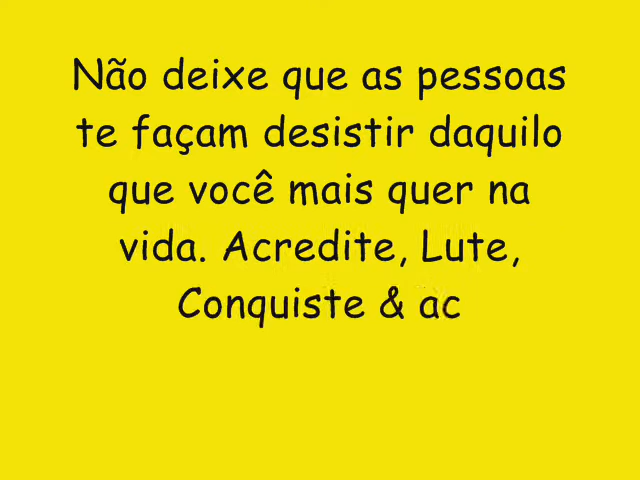 Não deixe que as pessoas
te façam desistir daquilo
que você mais quer na
vida. Acredite, Lute,
Conquiste & ac